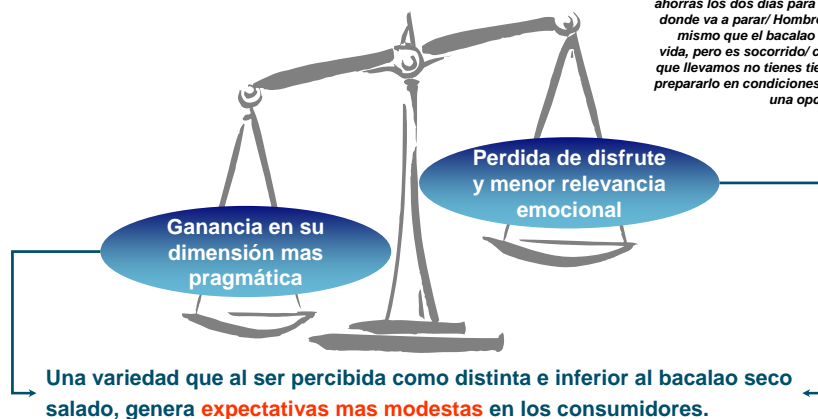 ahorras los dos días para
donde va a parar/ Hombre
mismo que el bacalao
vida, pero es socorrido/
que llevamos no tienes
prepararlo en condiciones
una
Perdida de disfrute
y menor relevancia
emocional
Ganancia en su
dimensión mas
pragmática
Una variedad que al ser percibida como distinta e inferior al bacalao seco
salado, genera expectativas mas modestas en los consumidores.